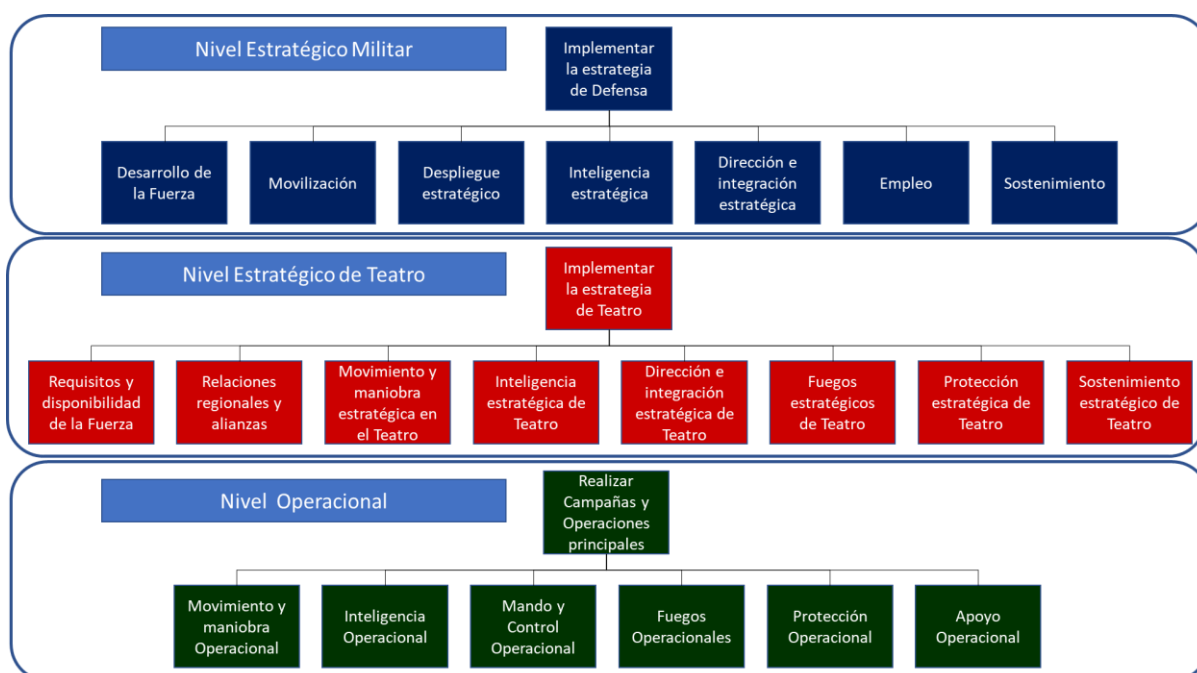 Nivel Estratégico Militar
Implementar
la estrategia
de Defensa
Desarrollo de
la Fuerza
Movilización
Despliegue
estratégico
Inteligencia
estratégica
Dirección e
integración
estratégica
Empleo
Sostenimiento
Nivel Estratégico de Teatro
Implementar
la estrategia
de Teatro
Requisitos y
disponibilidad
de la Fuerza
Relaciones
regionales y
alianzas
Movimiento y
maniobra
estratégica en
el Teatro
Inteligencia
estratégica de
Teatro
Dirección e
integración
estratégica de
Teatro
Fuegos
estratégicos
de Teatro
Protección
estratégica de
Teatro
Sostenimiento
estratégico de
Teatro
Nivel Operacional
Realizar
Campañas y
Operaciones
principales
Movimiento y
maniobra
Operacional
Inteligencia
Operacional
Mando y
Control
Operacional
Fuegos
Operacionales
Protección
Operacional
Apoyo
Operacional